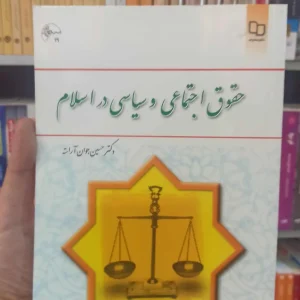 حقوق اجتماعی و سیاسی در اسلام
دکتر حسین جوان آراسته